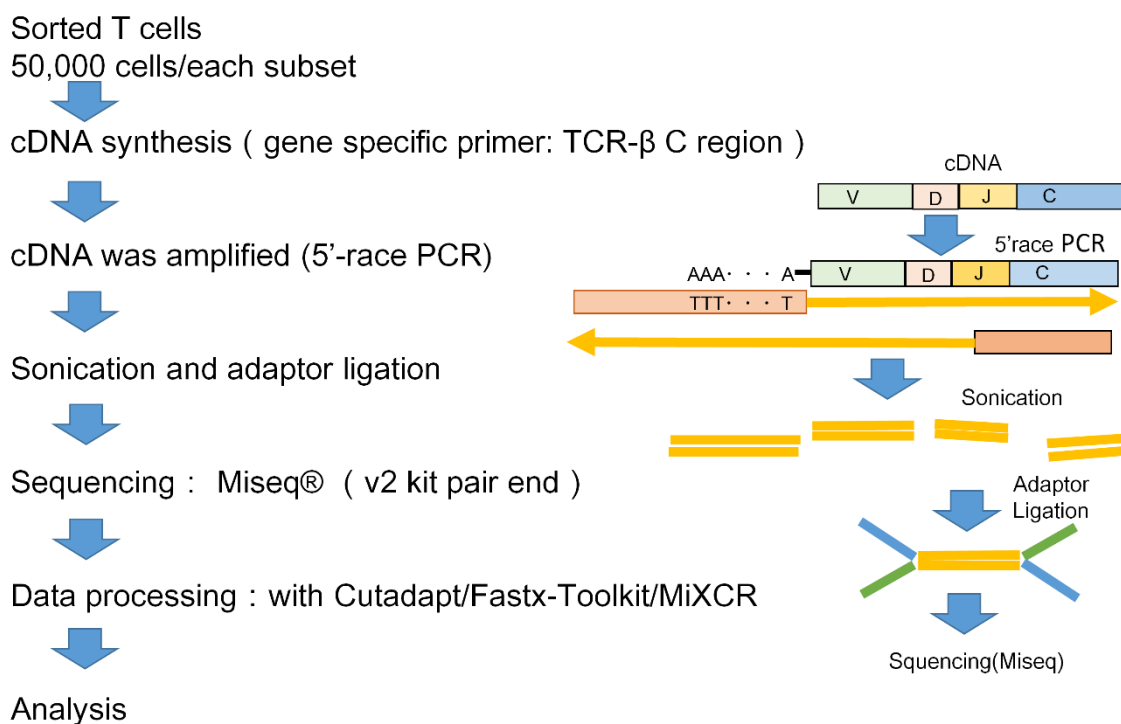 Sorted T cells
50,000 cells/each subset
cDNA synthesis ( gene specific primer: TCR-β C region )
cDNA was amplified (5’-race PCR)
Sonication and adaptor ligation
Sequencing : Miseq® ( v2 kit pair end )
Data processing : with Cutadapt/Fastx-Toolkit/MiXCR
Analysis
cDNA
V D J C
5’race PCR
AAA・・・A V D J C
TTT・・・T
Sonication
Adaptor
Ligation
Squencing(Miseq)